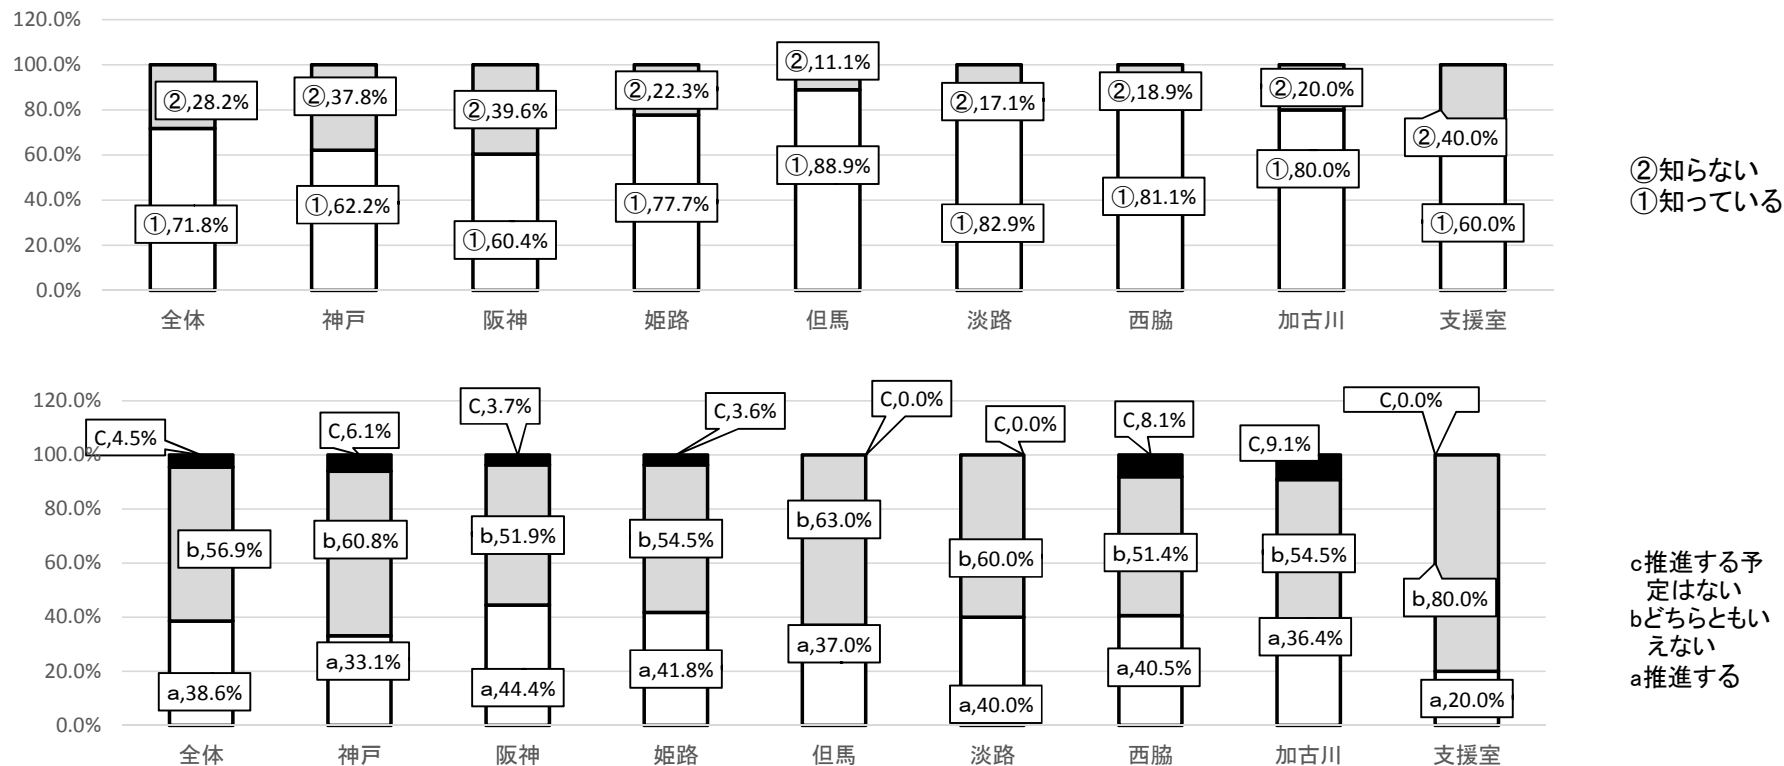 120.0%
100.0%
80.0%
60.0%
40.0%
20.0%
0.0%
②,28.2%
②,37.8%
②,39.6%
②,22.3%
②,11.1%
②,17.1%
②,18.9%
②,20.0%
②,40.0%
①,71.8%
①,62.2%
①,60.4%
①,77.7%
①,88.9%
①,82.9%
①,81.1%
①,80.0%
①,60.0%
全体 神戸 阪神 姫路 但馬 淡路 西脇 加古川 支援室
②知らない
①知っている
120.0%
100.0%
80.0%
60.0%
40.0%
20.0%
0.0%
C,4.5%
C,6.1%
C,3.7%
C,3.6%
C,0.0%
C,0.0%
C,8.1%
C,9.1%
C,0.0%
b,56.9%
b,60.8%
b,51.9%
b,54.5%
b,63.0%
b,60.0%
b,51.4%
b,54.5%
b,80.0%
a,38.6%
a,33.1%
a,44.4%
a,41.8%
a,37.0%
a,40.0%
a,40.5%
a,36.4%
a,20.0%
全体 神戸 阪神 姫路 但馬 淡路 西脇 加古川 支援室
c推進する予
定はない
bどちらともい
えない
a推進する